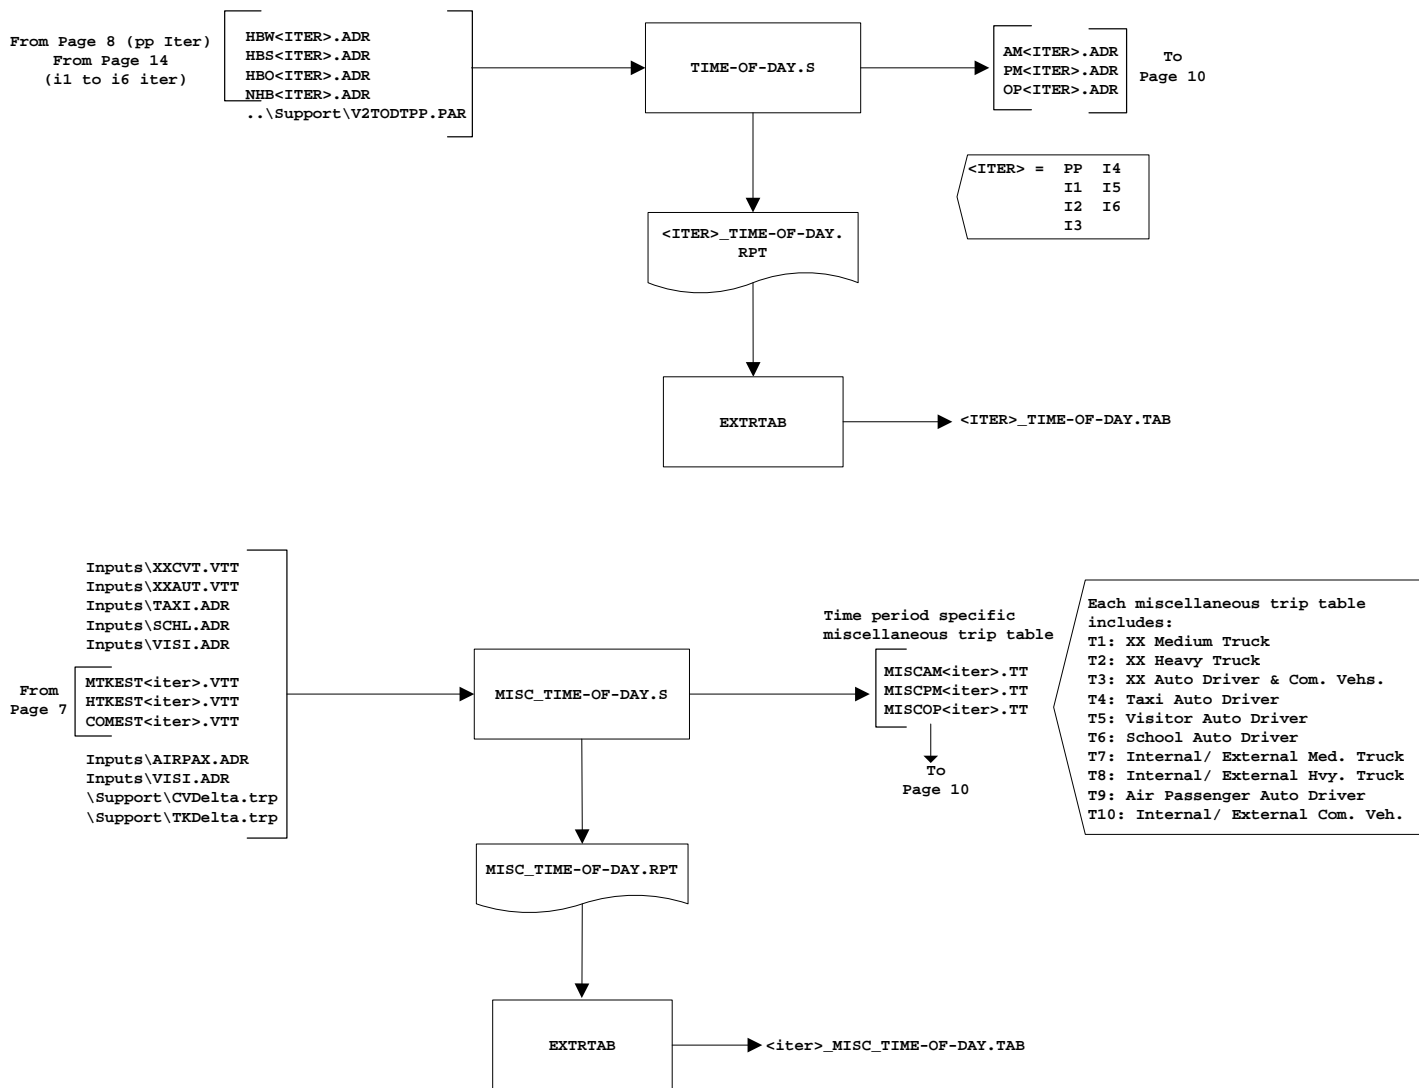 From Page 8 (pp Iter)
From Page 14
(i1 to i6 iter)
HBW<ITER>.ADR
HBS<ITER>.ADR
HBO<ITER>.ADR
NHB<ITER>.ADR
..\Support\V2TODTPP.PAR
TIME-OF-DAY.S
AM<ITER>.ADR
PM<ITER>.ADR
OP<ITER>.ADR
To
Page 10
<ITER> = PP I4
I1 I5
I2 I6
I3
<ITER>_TIME-OF-DAY.
RPT
EXTRTAB
<ITER>_TIME-OF-DAY.TAB
Inputs\XXCVT.VTT
Inputs\XXAUT.VTT
Inputs\TAXI.ADR
Inputs\SCHL.ADR
Inputs\VISI.ADR
From
Page 7
MTKEST<iter>.VTT
HTKEST<iter>.VTT
COMEST<iter>.VTT
Inputs\AIRPAX.ADR
Inputs\VISI.ADR
\Support\CVDelta.trp
\Support\TKDelta.trp
MISC_TIME-OF-DAY.S
Time period specific
miscellaneous trip table
MISCAM<iter>.TT
MISCPM<iter>.TT
MISCOP<iter>.TT
To
Page 10
Each miscellaneous trip table
includes:
T1: XX Medium Truck
T2: XX Heavy Truck
T3: XX Auto Driver & Com. Vehs.
T4: Taxi Auto Driver
T5: Visitor Auto Driver
T6: School Auto Driver
T7: Internal/ External Med. Truck
T8: Internal/ External Hvy. Truck
T9: Air Passenger Auto Driver
T10: Internal/ External Com. Veh.
MISC_TIME-OF-DAY.RPT
EXTRTAB
<iter>_MISC_TIME-OF-DAY.TAB